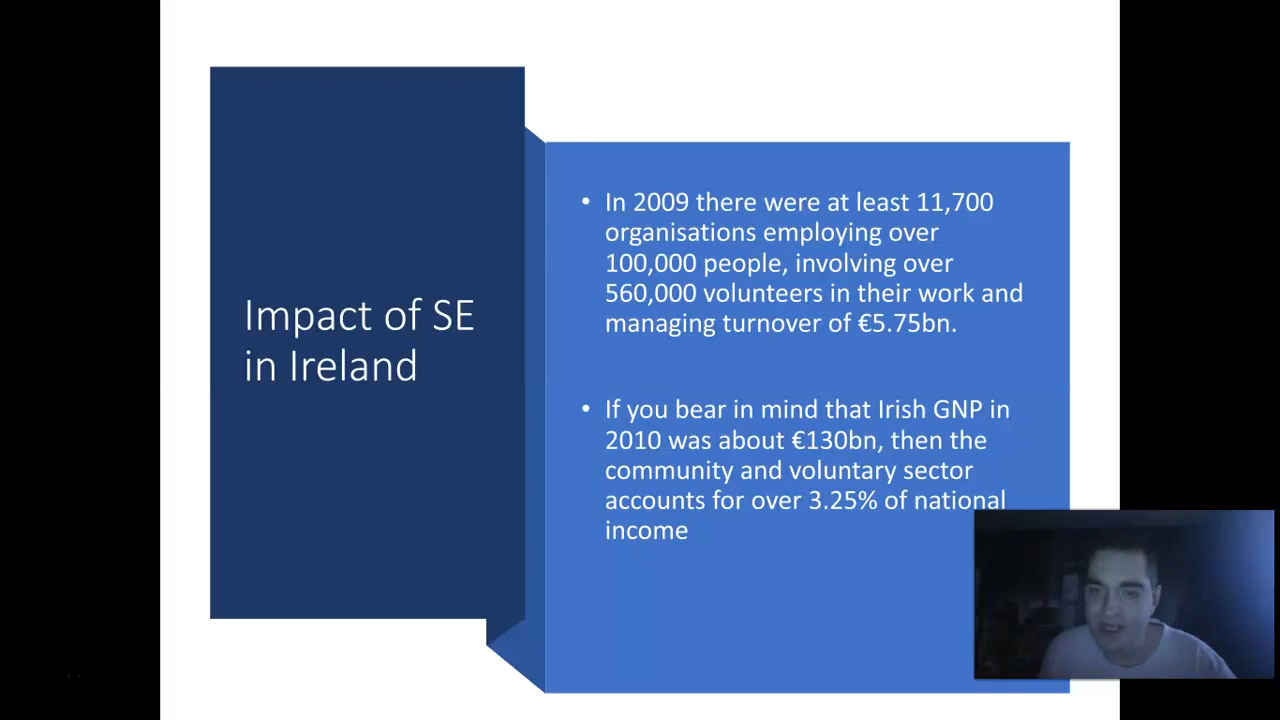 Impact of SE
in Ireland
• In 2009 there were at least 11,700
organisations employing over
100,000 people, involving over
560,000 volunteers in their work and
managing turnover of €5.75bn.
• If you bear in mind that Irish GNP in
2010 was about €130bn, then the
community and voluntary sector
accounts for over 3.25% of national
income